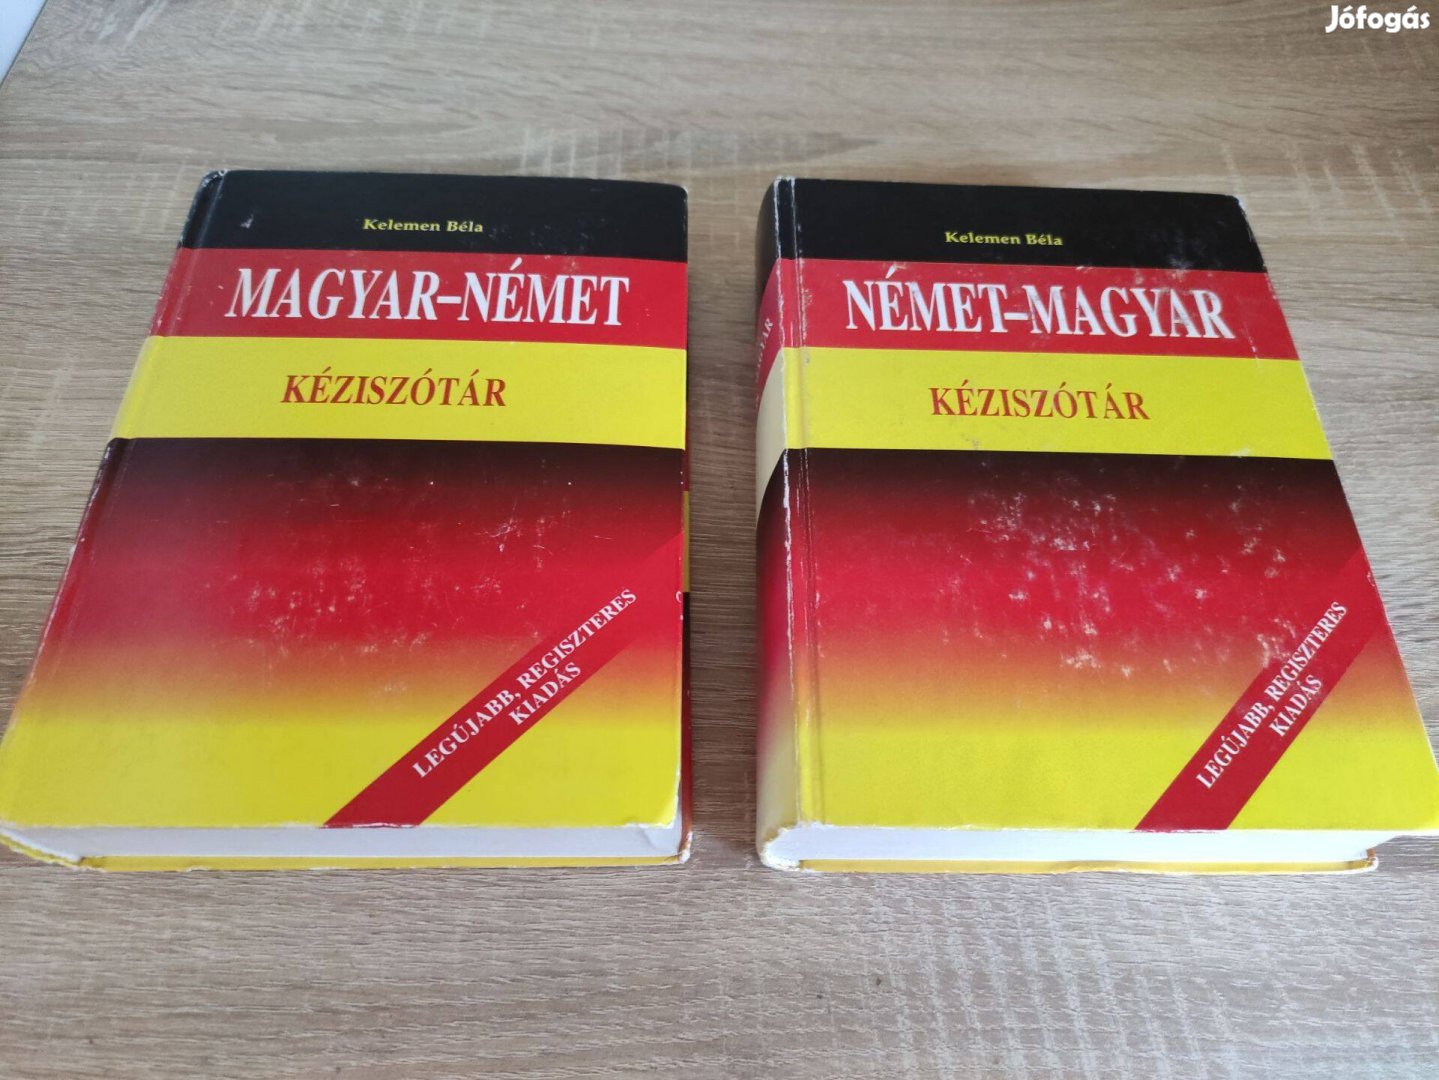 Jófogás
Kelemen Béla
MAGYAR–NÉMET
KÉZISZÓTÁR
LEGÚJABB, REGISZTERES
KIADÁS
Kelemen Béla
NÉMET–MAGYAR
KÉZISZÓTÁR
LEGÚJABB, REGISZTERES
KIADÁS